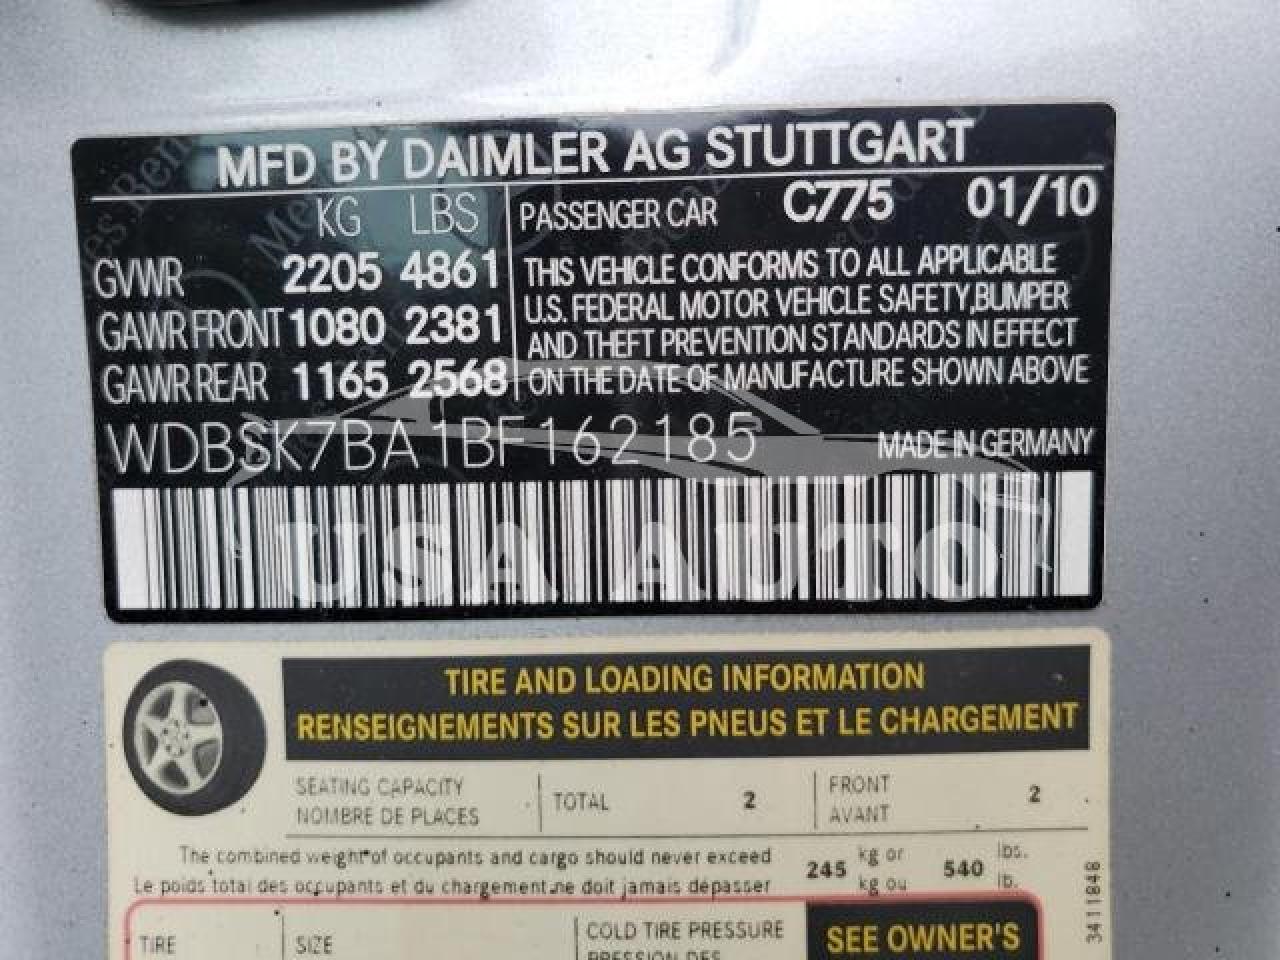 MFD BY DAIMLER AG STUTTGART
KG LBS
GVWR 2205 4861
GAWR FRONT 1080 2381
GAWR REAR 1165 2568
PASSENGER CAR C775 01/10
THIS VEHICLE CONFORMS TO ALL APPLICABLE
U.S. FEDERAL MOTOR VEHICLE SAFETY,BUMPER
AND THEFT PREVENTION STANDARDS IN EFFECT
ON THE DATE OF MANUFACTURE SHOWN ABOVE
WDBSK7BA1BF162185 MADE IN GERMANY
USA AUTO
TIRE AND LOADING INFORMATION
RENSEIGNEMENTS SUR LES PNEUS ET LE CHARGEMENT
SEATING CAPACITY
NOMBRE DE PLACES
TOTAL 2
FRONT
AVANT
2
The combined weight of occupants and cargo should never exceed
Le poids total des occupants et du chargement ne doit jamais dépasser
245 kg or 540 lbs.
kg ou lb.
3411848
TIRE SIZE
COLD TIRE PRESSURE
PRESSION DES
SEE OWNER'S